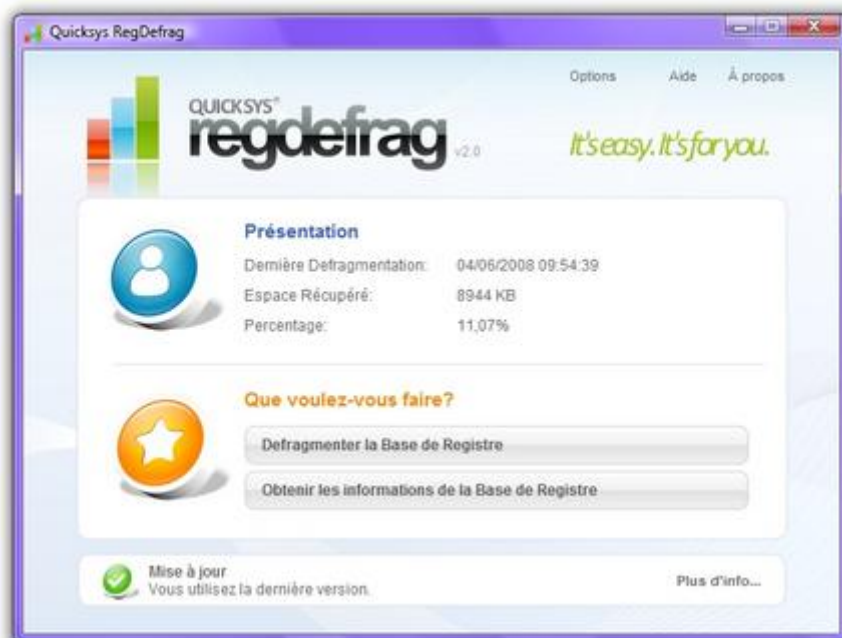 Quicksys RegDefrag
Options Aide À propos
QUICKSYS®
regdefrag v2.0
It's easy. It's for you.
Présentation
Dernière Defragmentation: 04/06/2008 09:54:39
Espace Récupéré: 8944 KB
Percentage: 11,07%
Que voulez-vous faire?
Defragmenter la Base de Registre
Obtenir les informations de la Base de Registre
Mise à jour
Vous utilisez la dernière version.
Plus d'info...